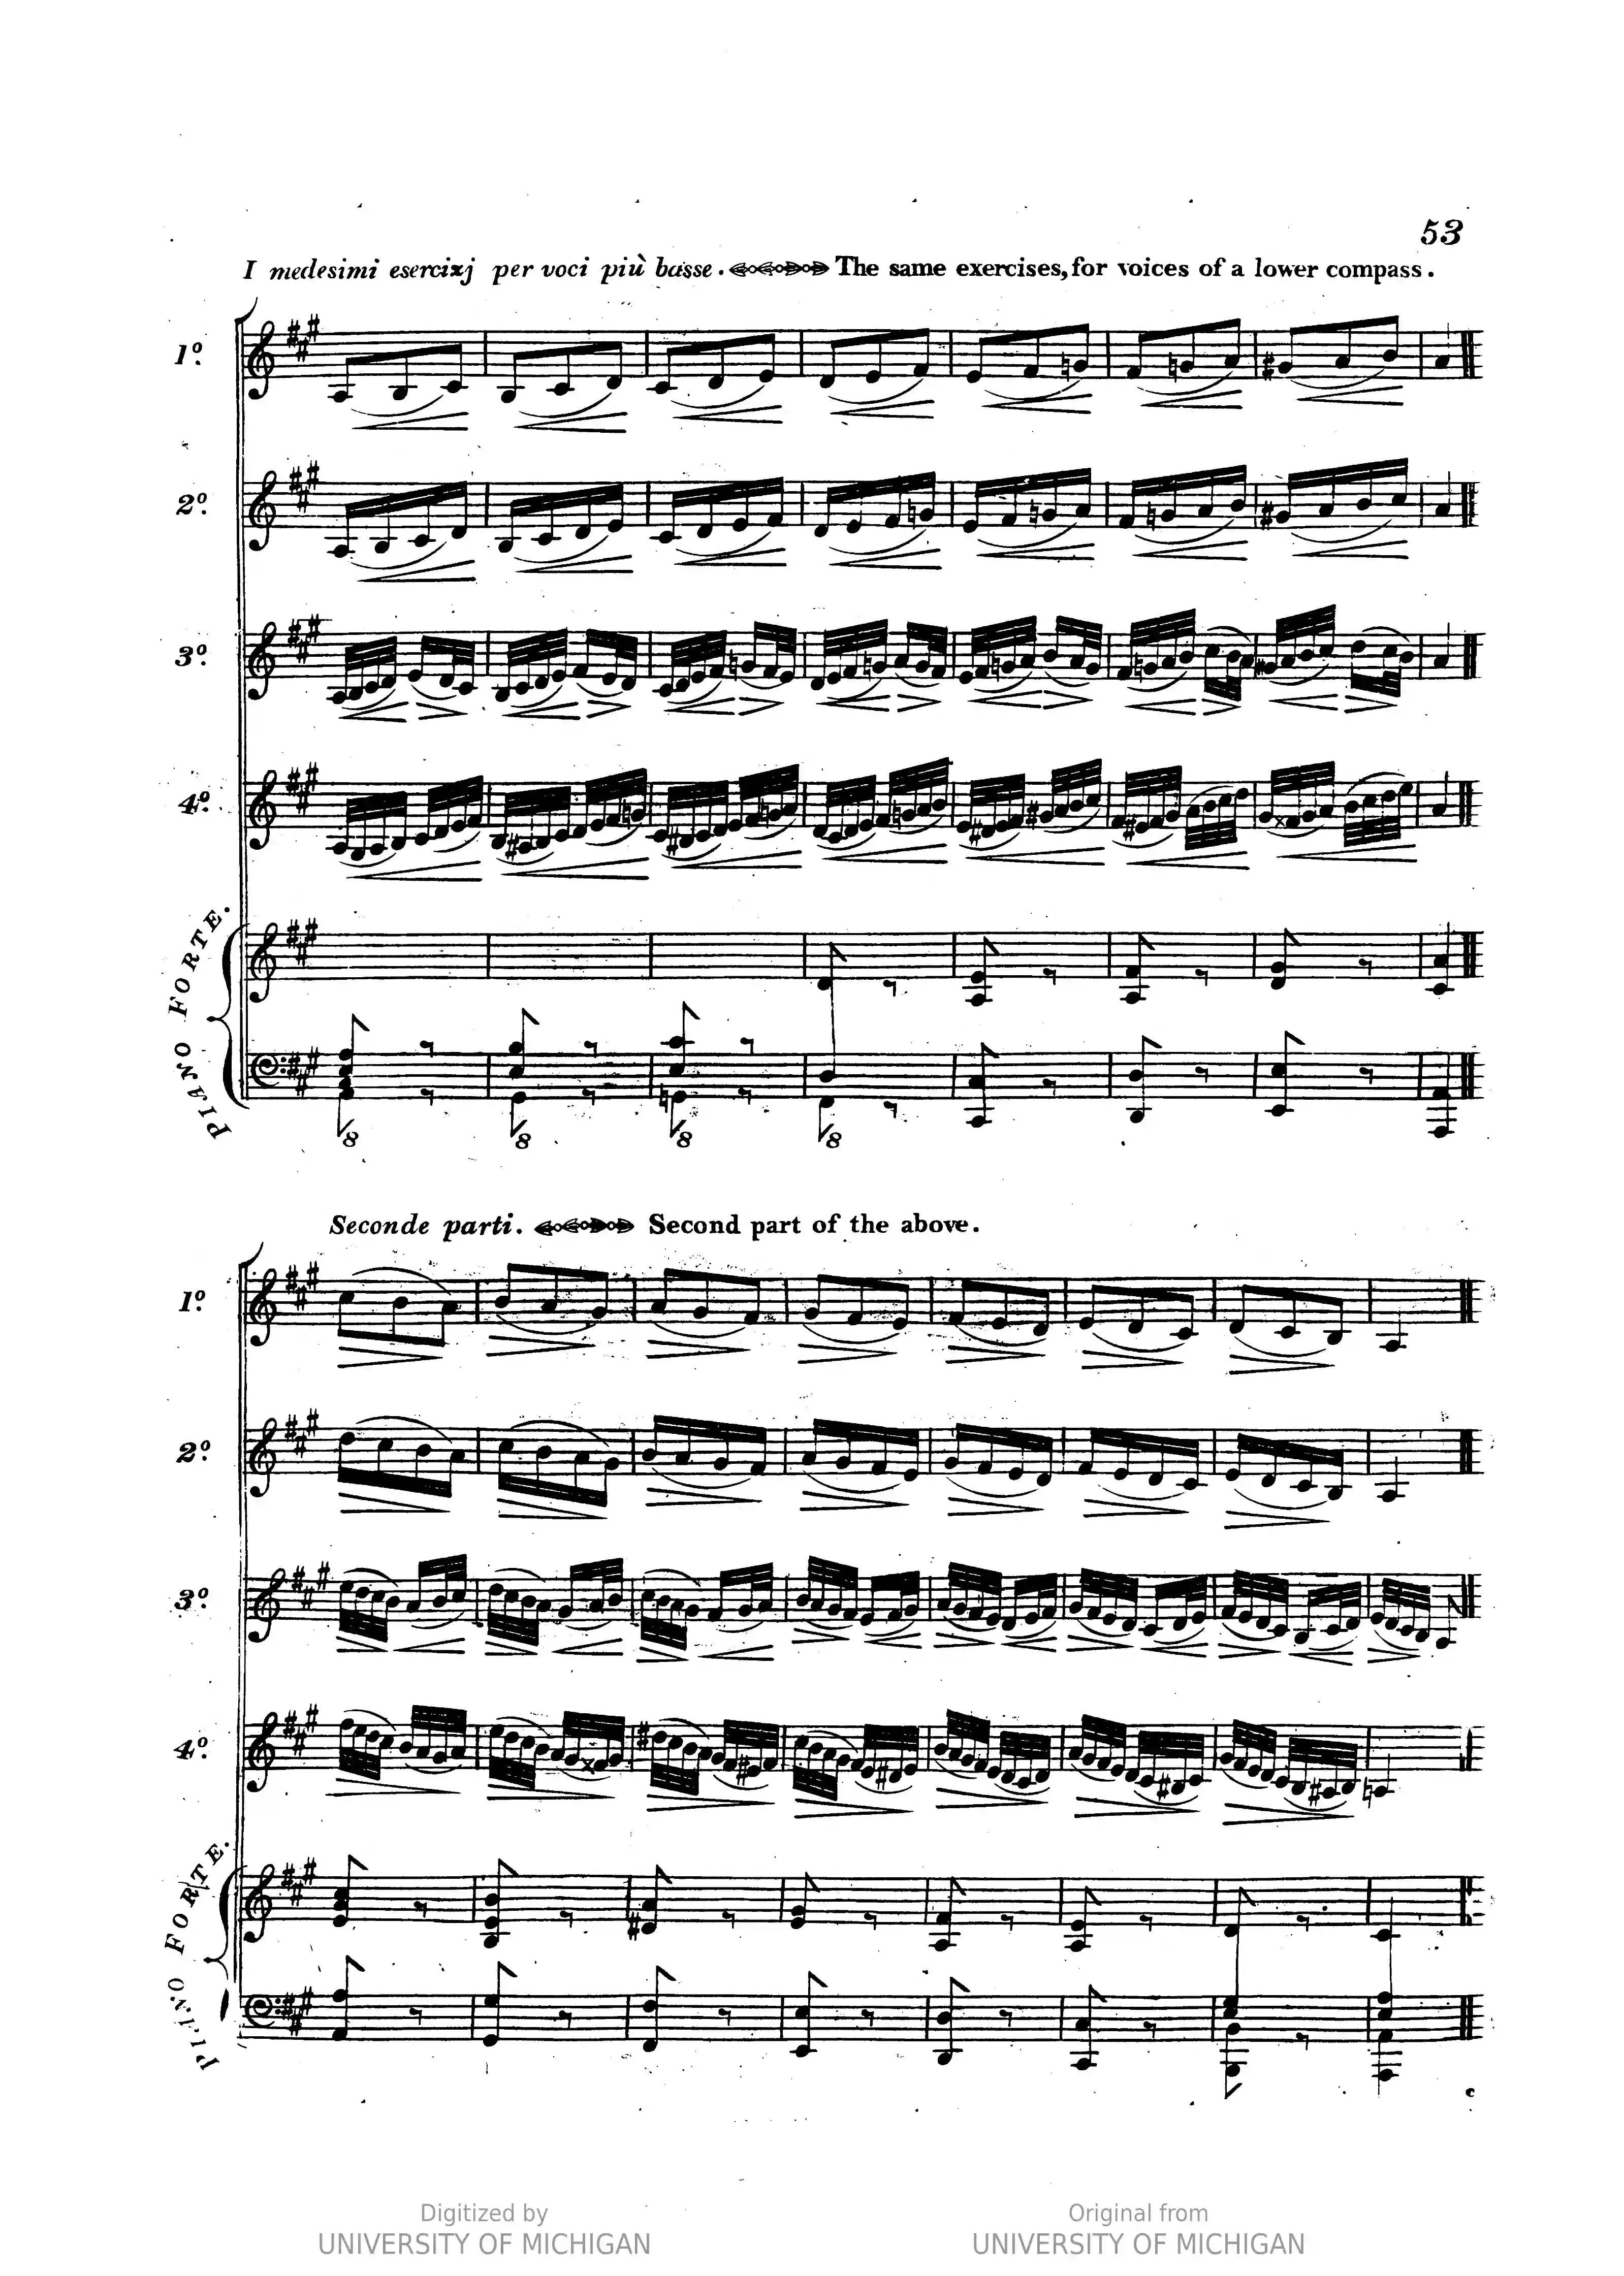 53
I medesimi esercizj per voci più basse. The same exercises, for voices of a lower compass.
1º.
2º.
3º.
4º.
PIANO FORTE.
8 8 8 8
Seconde parti. Second part of the above.
1º.
2º.
3º.
4º.
PIANO FORTE.
c
Digitized by
UNIVERSITY OF MICHIGAN
Original from
UNIVERSITY OF MICHIGAN